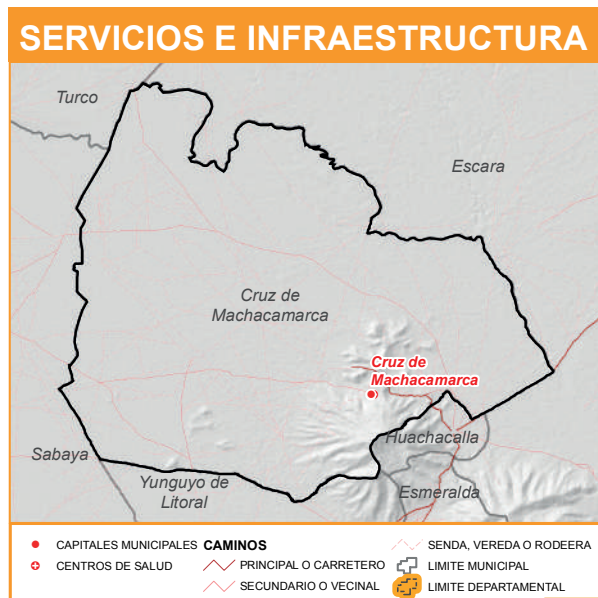 SERVICIOS E INFRAESTRUCTURA
Turco
Escara
Cruz de
Machacamarca
Cruz de
Machacamarca
Huachacalla
Sabaya
Yunguyo de
Litoral
Esmeralda
CAPITALES MUNICIPALES
CENTROS DE SALUD
CAMINOS
PRINCIPAL O CARRETERO
SECUNDARIO O VECINAL
SENDA, VEREDA O RODEERA
LIMITE MUNICIPAL
LIMITE DEPARTAMENTAL